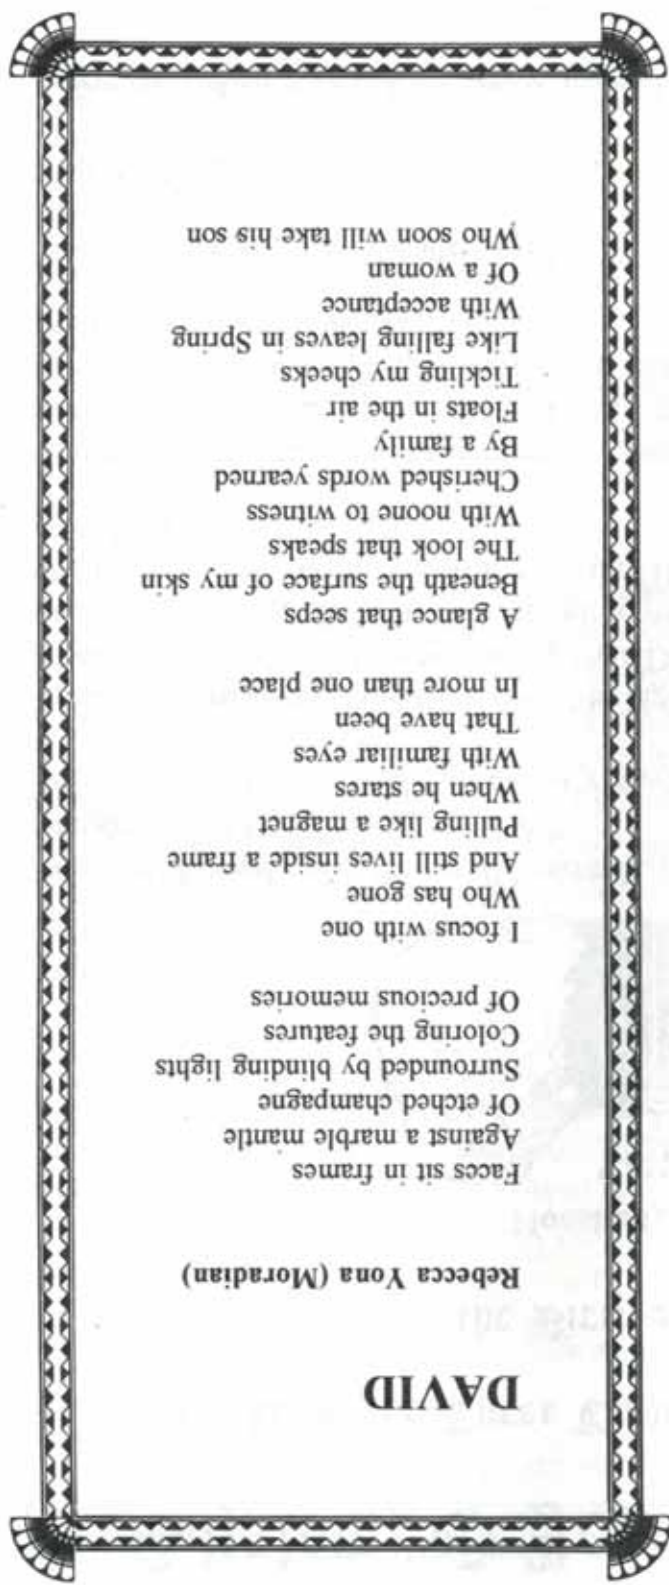 DAVID
Rebecca Yona (Moradian)
Faces sit in frames
Against a marble mantle
Of etched champagne
Surrounded by blinding lights
Coloring the features
Of precious memories
I focus with one
Who has gone
And still lives inside a frame
Pulling like a magnet
When he stares
With familiar eyes
That have been
In more than one place
A glance that seeps
Beneath the surface of my skin
The look that speaks
With noone to witness
Cherished words yearned
By a family
Floats in the air
Tickling my cheeks
Like falling leaves in Spring
With acceptance
Of a woman
Who soon will take his son